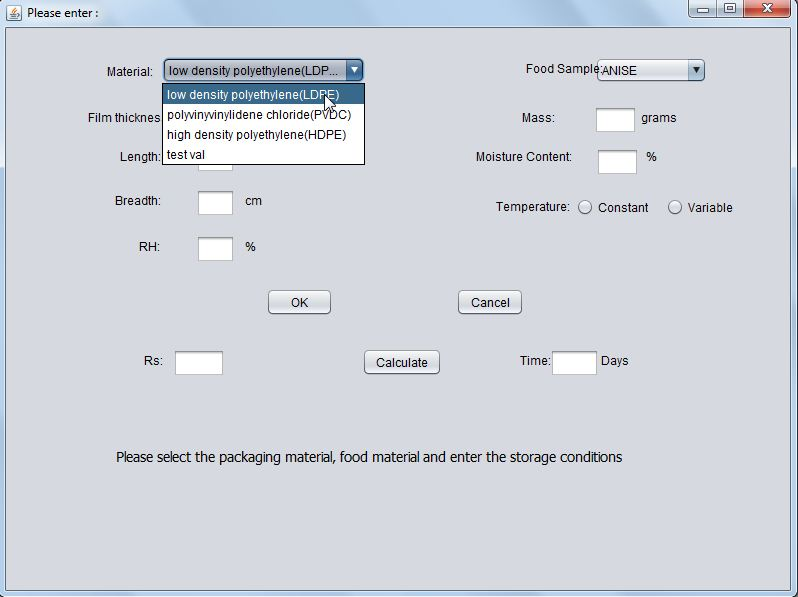 Please enter :
Material: low density polyethylene(LDP... Food Sample: ANISE
low density polyethylene(LDPE)
Film thicknes polyvinyvinylidene chloride(PVDC) Mass: grams
high density polyethylene(HDPE)
Length: test val Moisture Content: %
Breadth: cm
Temperature: Constant Variable
RH: %
OK Cancel
Rs: Calculate Time: Days
Please select the packaging material, food material and enter the storage conditions